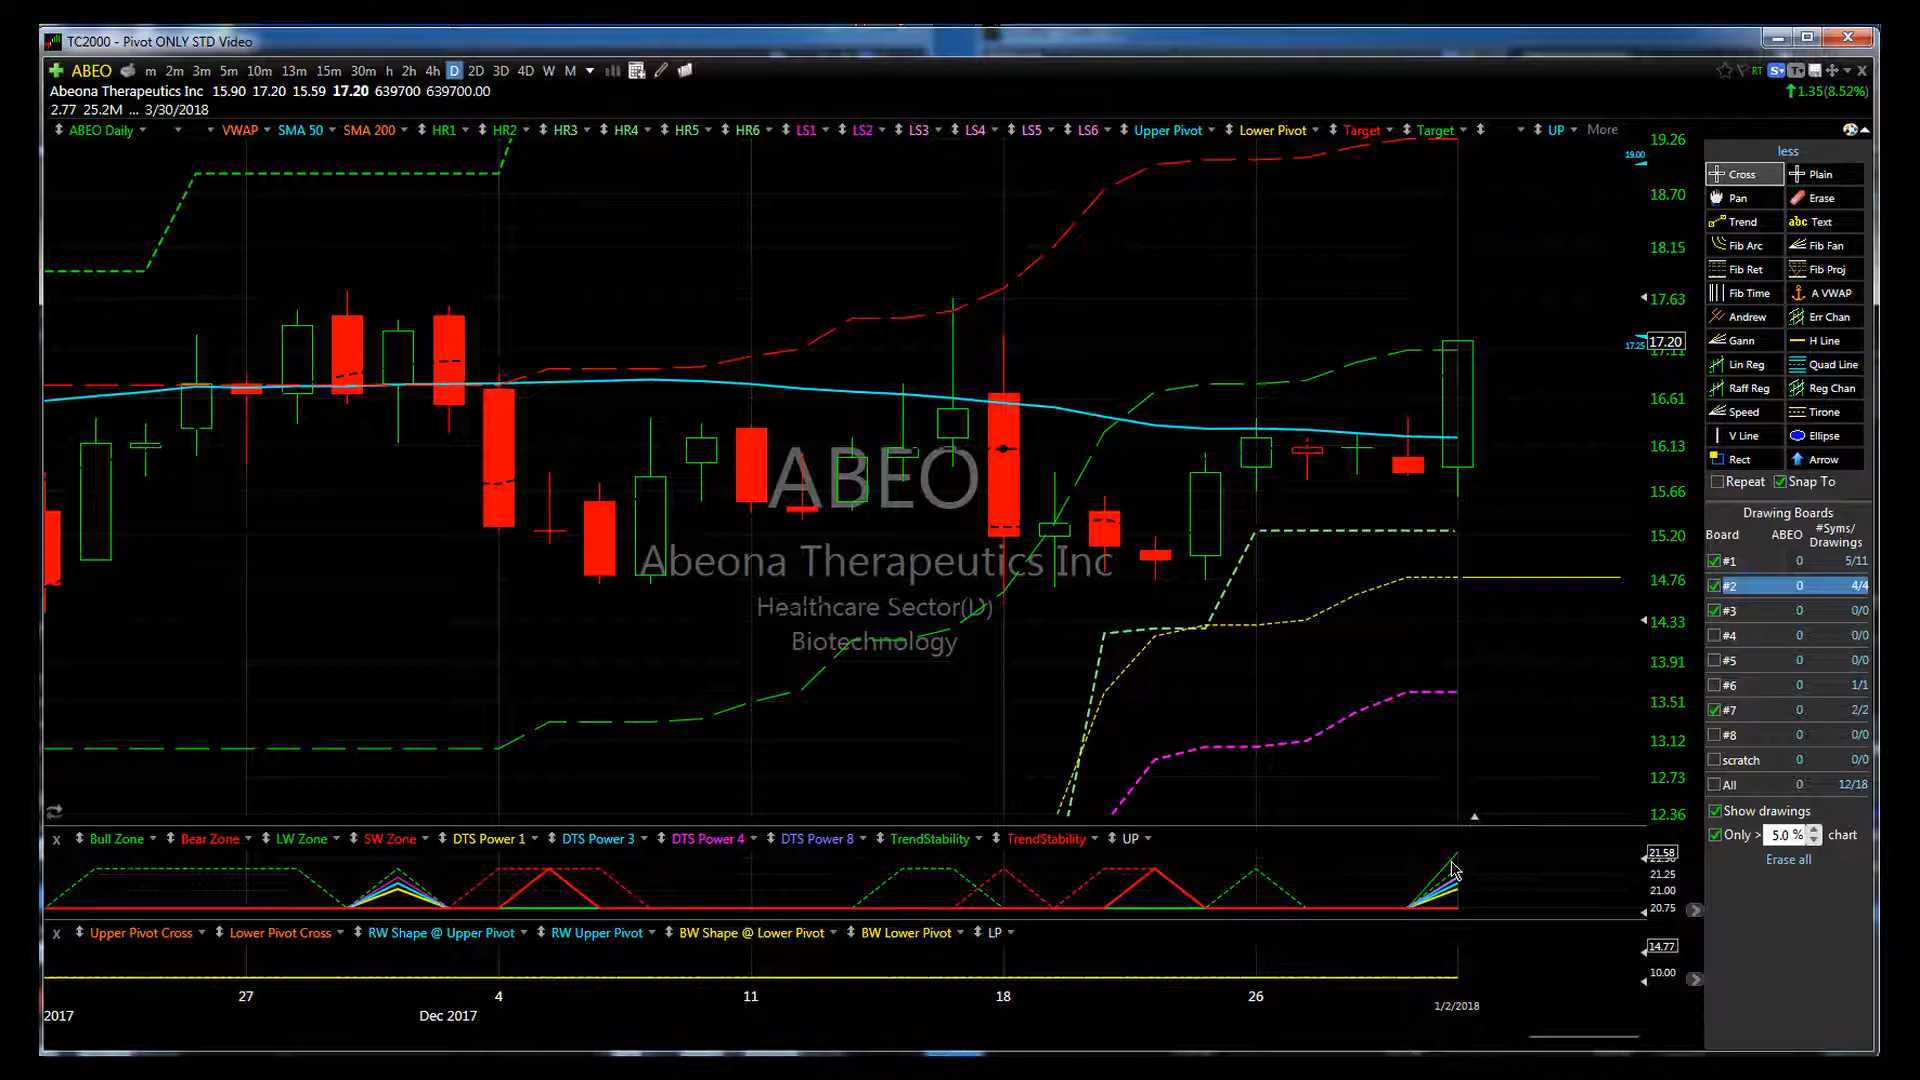 TC2000 - Pivot ONLY STD Video
ABEO m 2m 3m 5m 10m 13m 15m 30m h 2h 4h D 2D 3D 4D W M
RT S T X
Abeona Therapeutics Inc 15.90 17.20 15.59 17.20 639700 639700.00
1.35(8.52%)
2.77 25.2M ... 3/30/2018
ABEO Daily VWAP SMA 50 SMA 200 HR1 HR2 HR3 HR4 HR5 HR6 LS1 LS2 LS3 LS4 LS5 LS6 Upper Pivot Lower Pivot Target Target UP More
19.26
19.00
18.70
18.15
17.63
17.20
17.25
17.11
16.61
16.13
15.66
15.20
14.76
14.33
13.91
13.51
13.12
12.73
12.36
ABEO
Abeona Therapeutics Inc
Healthcare Sector(D)
Biotechnology
less
Cross Plain
Pan Erase
Trend abc Text
Fib Arc Fib Fan
Fib Ret Fib Proj
Fib Time A VWAP
Andrew Err Chan
Gann H Line
Lin Reg Quad Line
Raff Reg Reg Chan
Speed Tirone
V Line Ellipse
Rect Arrow
Repeat Snap To
Drawing Boards
Board ABEO #Syms/
Drawings
#1 0 5/11
#2 0 4/4
#3 0 0/0
#4 0 0/0
#5 0 0/0
#6 0 1/1
#7 0 2/2
#8 0 0/0
scratch 0 0/0
All 0 12/18
Show drawings
Only > 5.0 % chart
Erase all
x Bull Zone Bear Zone LW Zone SW Zone DTS Power 1 DTS Power 3 DTS Power 4 DTS Power 8 TrendStability TrendStability UP
21.58
21.25
21.00
20.75
x Upper Pivot Cross Lower Pivot Cross RW Shape @ Upper Pivot RW Upper Pivot BW Shape @ Lower Pivot BW Lower Pivot LP
14.77
10.00
27 4 11 18 26
1/2/2018
2017 Dec 2017